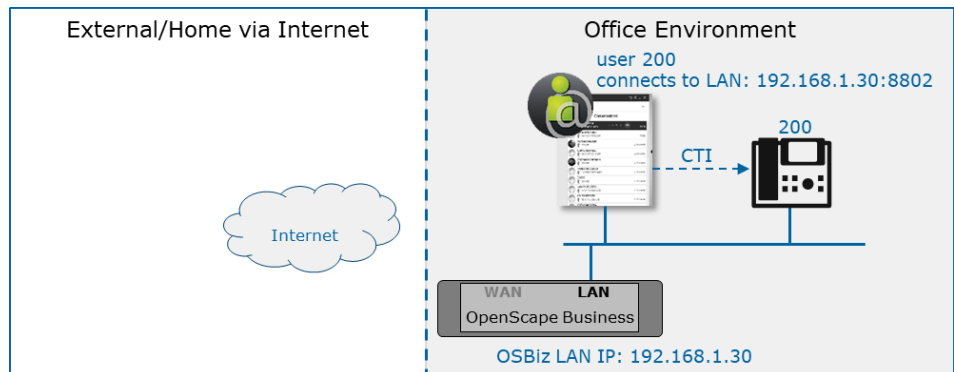 External/Home via Internet
Office Environment
user 200
connects to LAN: 192.168.1.30:8802
@
200
CTI
Internet
WAN LAN
OpenScape Business
OSBiz LAN IP: 192.168.1.30